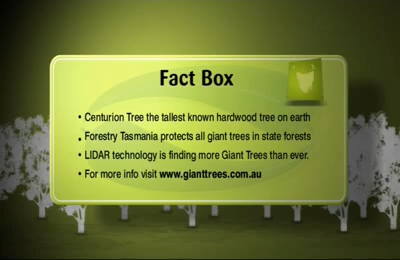 Fact Box
• Centurion Tree the tallest known hardwood tree on earth
• Forestry Tasmania protects all giant trees in state forests
• LIDAR technology is finding more Giant Trees than ever.
• For more info visit www.gianttrees.com.au